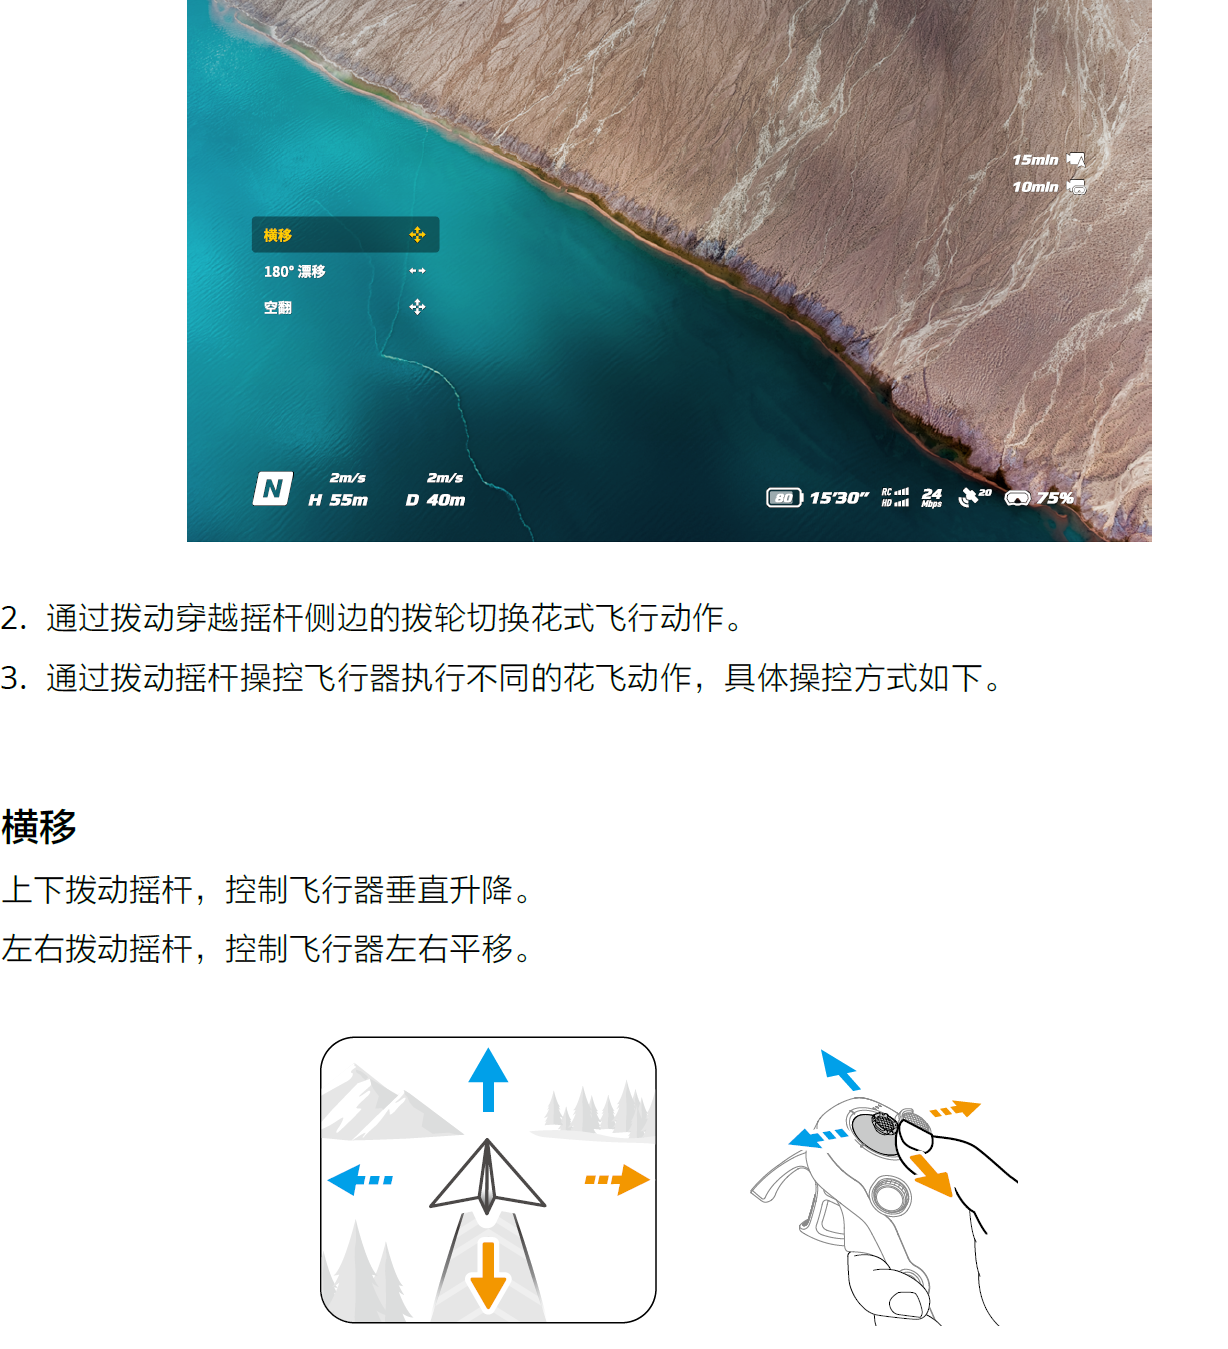 15min
10min
横移
180° 漂移
空翻
N
2m/s
2m/s
H 55m
D 40m
80
15'30"
RC
HD
24
Mbps
20
75%
2. 通过拨动穿越摇杆侧边的拨轮切换花式飞行动作。
3. 通过拨动摇杆操控飞行器执行不同的花飞动作，具体操控方式如下。
横移
上下拨动摇杆，控制飞行器垂直升降。
左右拨动摇杆，控制飞行器左右平移。